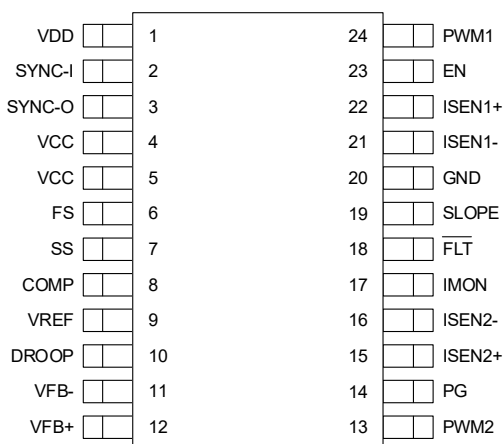 VDD 1 24 PWM1
SYNC-I 2 23 EN
SYNC-O 3 22 ISEN1+
VCC 4 21 ISEN1-
VCC 5 20 GND
FS 6 19 SLOPE
SS 7 18 FLT
COMP 8 17 IMON
VREF 9 16 ISEN2-
DROOP 10 15 ISEN2+
VFB- 11 14 PG
VFB+ 12 13 PWM2